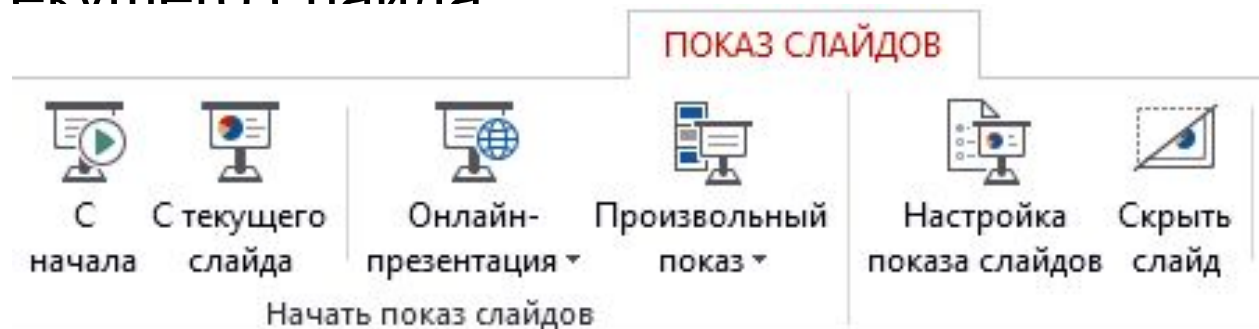 ПОКАЗ СЛАЙДОВ
С начала
С текущего слайда
Онлайн-презентация
Произвольный показ
Настройка показа слайдов
Скрыть слайд
Начать показ слайдов